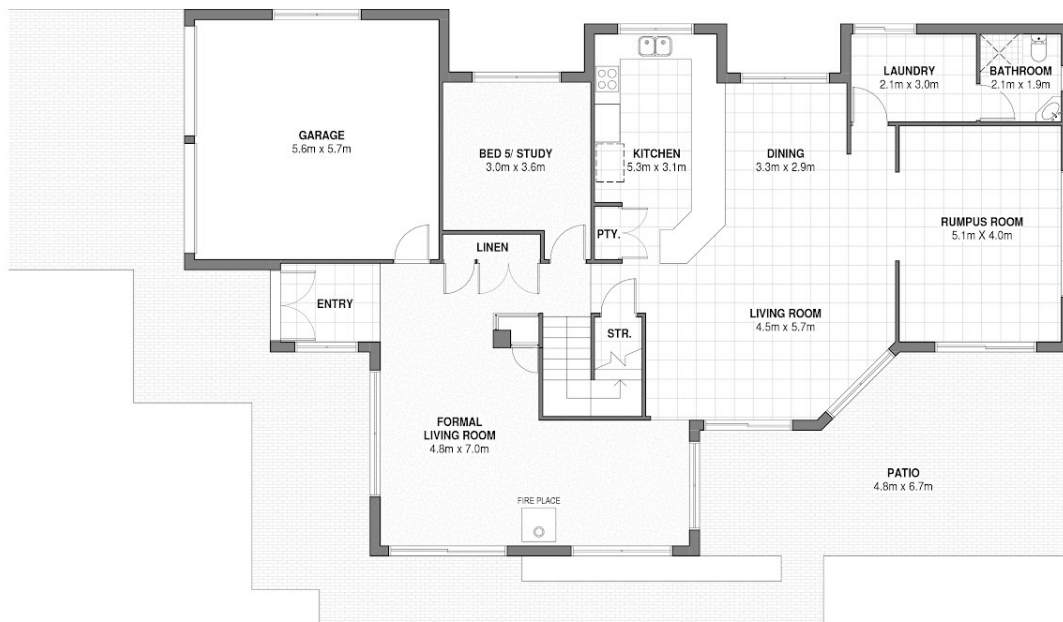 GARAGE
5.6m x 5.7m
BED 5/ STUDY
3.0m x 3.6m
KITCHEN
5.3m x 3.1m
DINING
3.3m x 2.9m
LAUNDRY
2.1m x 3.0m
BATHROOM
2.1m x 1.9m
RUMPUS ROOM
5.1m X 4.0m
PTY.
LINEN
ENTRY
STR.
LIVING ROOM
4.5m x 5.7m
FORMAL
LIVING ROOM
4.8m x 7.0m
FIRE PLACE
PATIO
4.8m x 6.7m